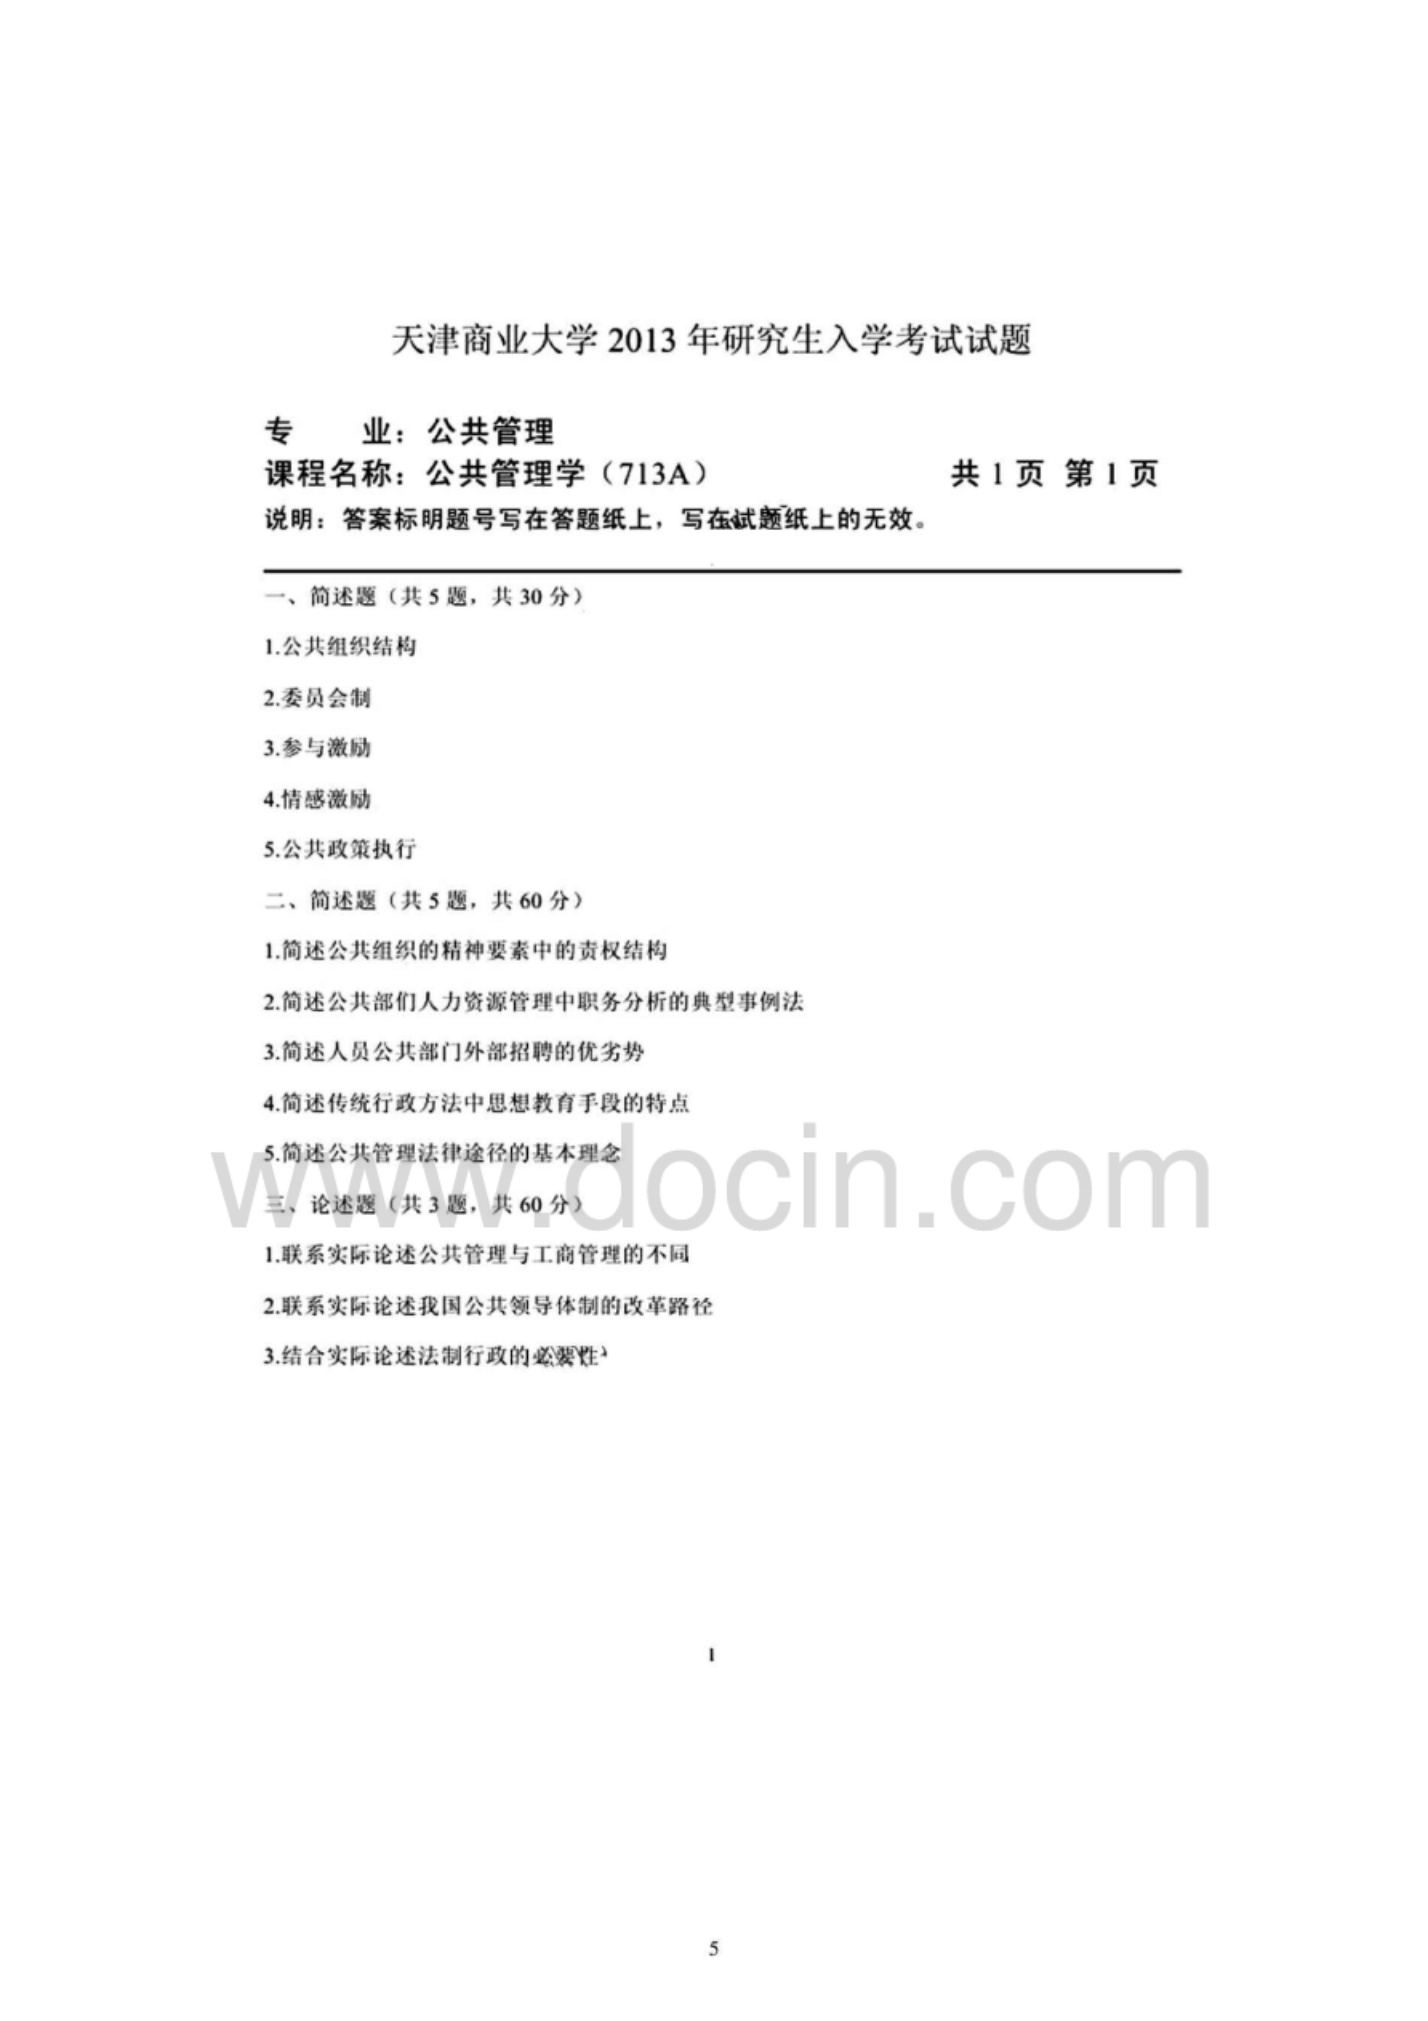 天津商业大学 2013 年研究生入学考试试题
专　　业：公共管理
课程名称：公共管理学（713A） 共 1 页 第 1 页
说明：答案标明题号写在答题纸上，写在试题纸上的无效。
一、简述题（共 5 题，共 30 分）
1.公共组织结构
2.委员会制
3.参与激励
4.情感激励
5.公共政策执行
二、简述题（共 5 题，共 60 分）
1.简述公共组织的精神要素中的责权结构
2.简述公共部们人力资源管理中职务分析的典型事例法
3.简述人员公共部门外部招聘的优劣势
4.简述传统行政方法中思想教育手段的特点
5.简述公共管理法律途径的基本理念
www.docin.com
三、论述题（共 3 题，共 60 分）
1.联系实际论述公共管理与工商管理的不同
2.联系实际论述我国公共领导体制的改革路径
3.结合实际论述法制行政的必要性
1
5